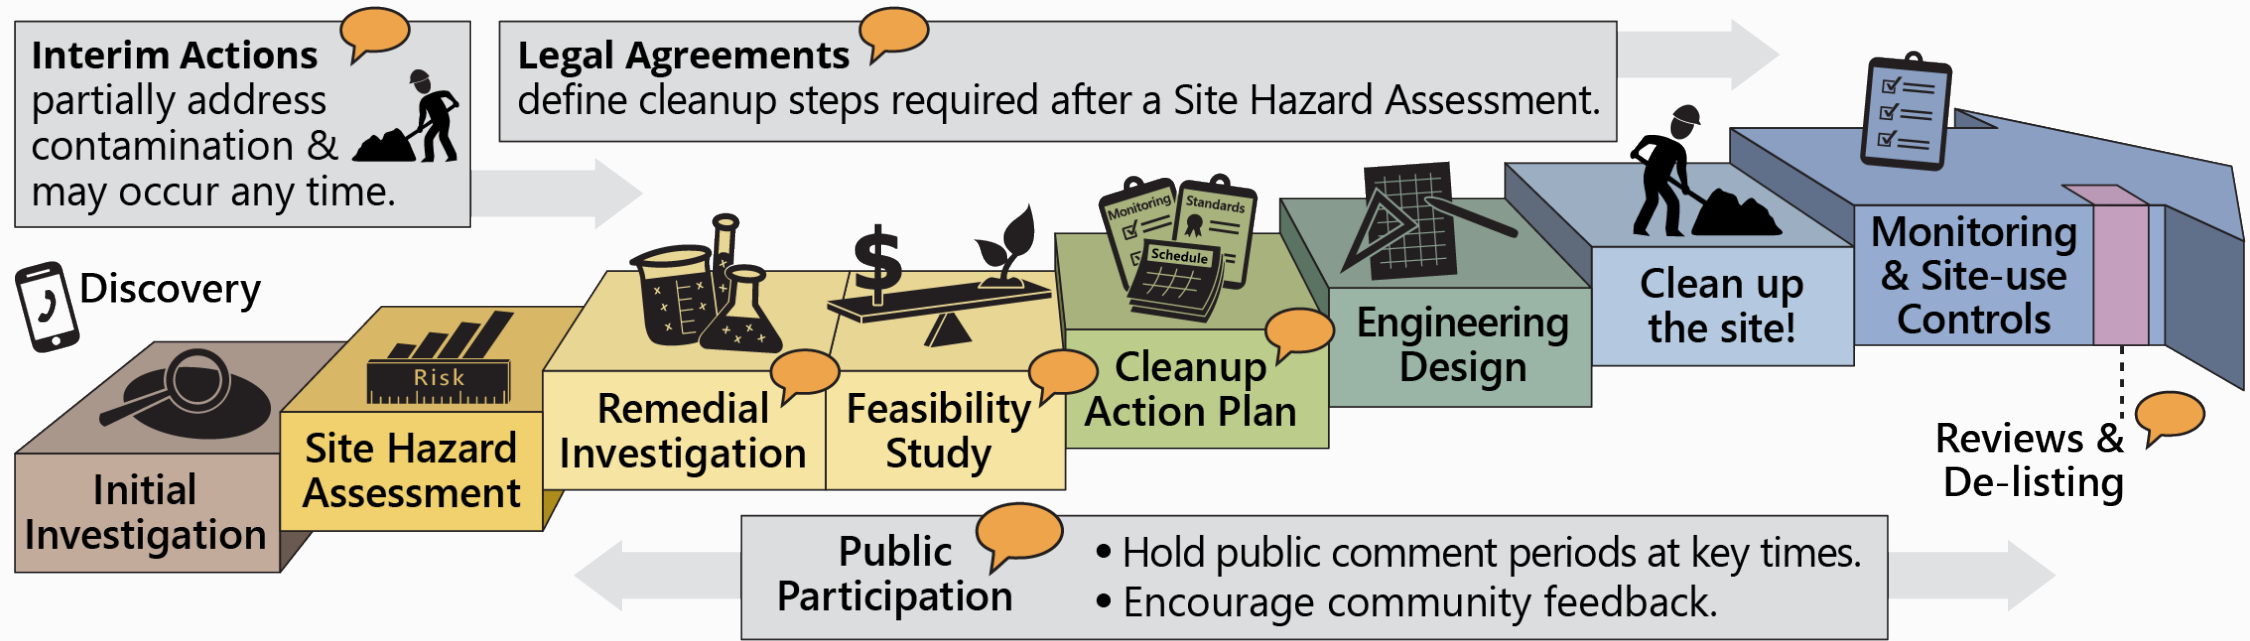 Interim Actions
partially address
contamination &
may occur any time.
Legal Agreements
define cleanup steps required after a Site Hazard Assessment.
Discovery
Initial
Investigation
Risk
Site Hazard
Assessment
Remedial
Investigation
$
Feasibility
Study
Monitoring
Standards
Schedule
Cleanup
Action Plan
Engineering
Design
Clean up
the site!
Monitoring
& Site-use
Controls
Reviews &
De-listing
Public
Participation
• Hold public comment periods at key times.
• Encourage community feedback.